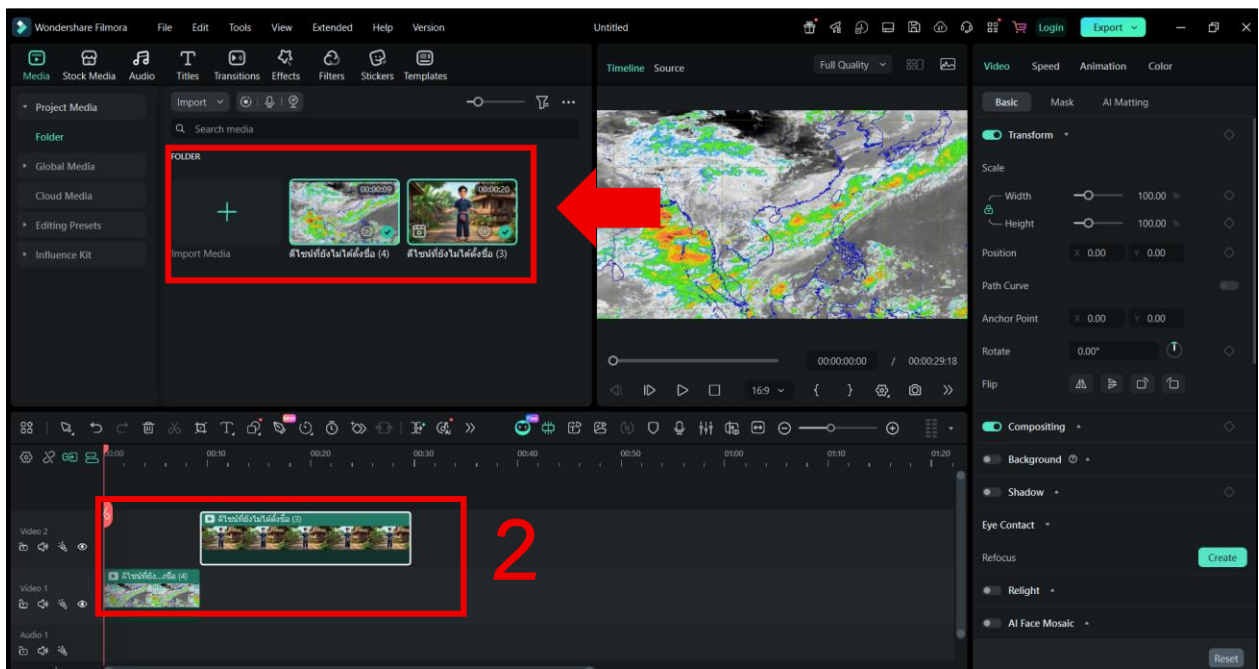 Wondershare Filmora File Edit Tools View Extended Help Version Untitled Login Export
Media Stock Media Audio Titles Transitions Effects Filters Stickers Templates
Project Media
Folder
Global Media
Cloud Media
Editing Presets
Influence Kit
Import
Search media
FOLDER
00:00:09 00:00:20
Import Media ดีไซน์ที่ยังไม่ได้ตั้งชื่อ (4) ดีไซน์ที่ยังไม่ได้ตั้งชื่อ (3)
Timeline Source Full Quality
00:00:00:00 / 00:00:29:18
16:9
Video Speed Animation Color
Basic Mask AI Matting
Transform
Scale
Width 100.00 %
Height 100.00 %
Position X 0.00 Y 0.00
Path Curve
Anchor Point X 0.00 Y 0.00
Rotate 0.00°
Flip
Compositing
Background
Shadow
Eye Contact
Refocus Create
Relight
AI Face Mosaic
Reset
00:00 00:10 00:20 00:30 00:40 00:50 01:00 01:10 01:20
Video 2
ดีไซน์ที่ยังไม่ได้ตั้งชื่อ (3)
2
Video 1
ดีไซน์ที่ยัง...งชื่อ (4)
Audio 1